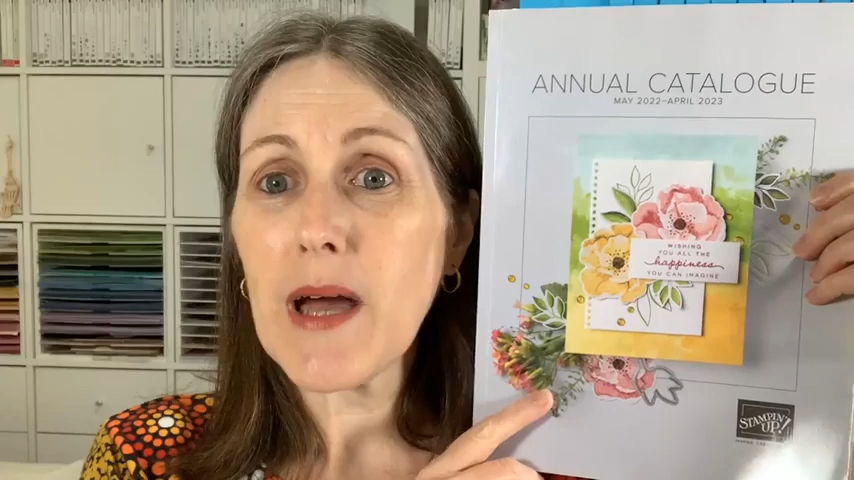 ANNUAL CATALOGUE
MAY 2022–APRIL 2023
WISHING
YOU ALL THE
happiness
YOU CAN IMAGINE
STAMPIN' UP!